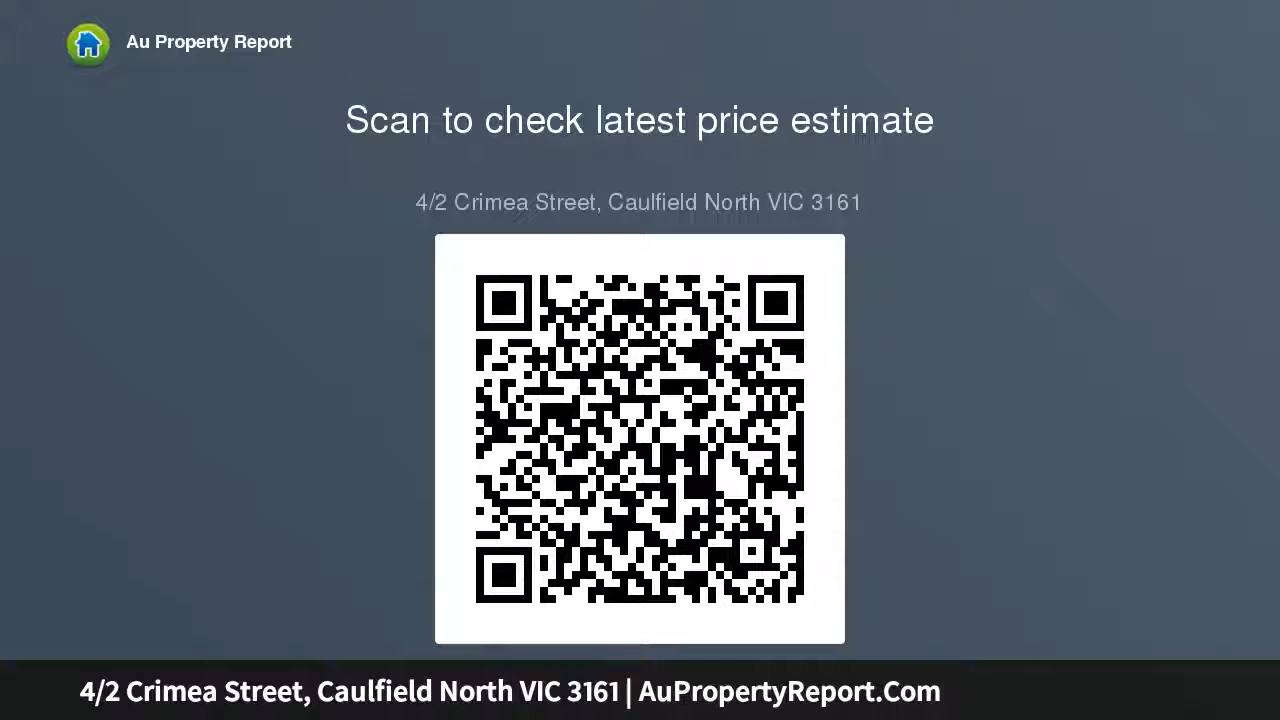 Au Property Report
Scan to check latest price estimate
4/2 Crimea Street, Caulfield North VIC 3161
4/2 Crimea Street, Caulfield North VIC 3161 | AuPropertyReport.Com